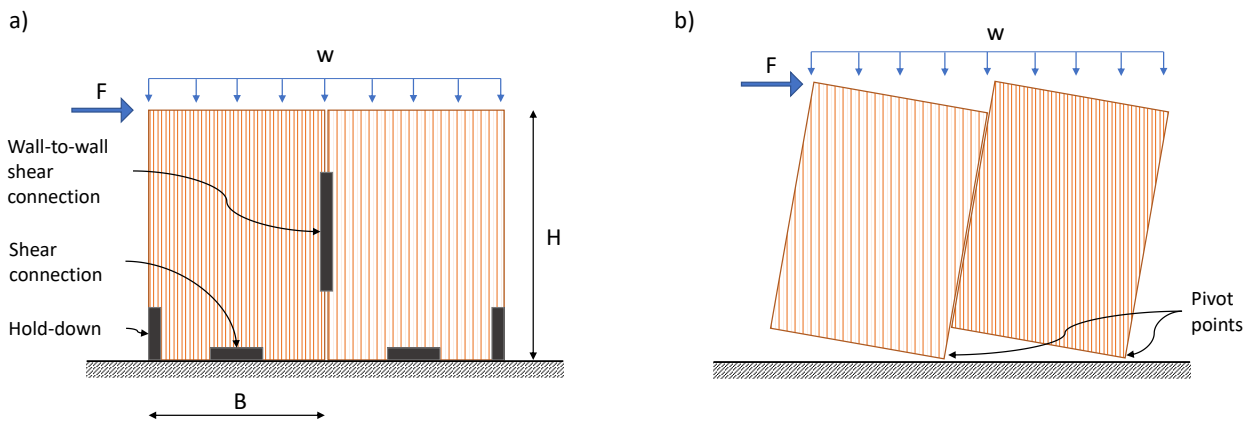 a)
w
F
Wall-to-wall
shear
connection
Shear
connection
Hold-down
H
B
b)
w
F
Pivot
points